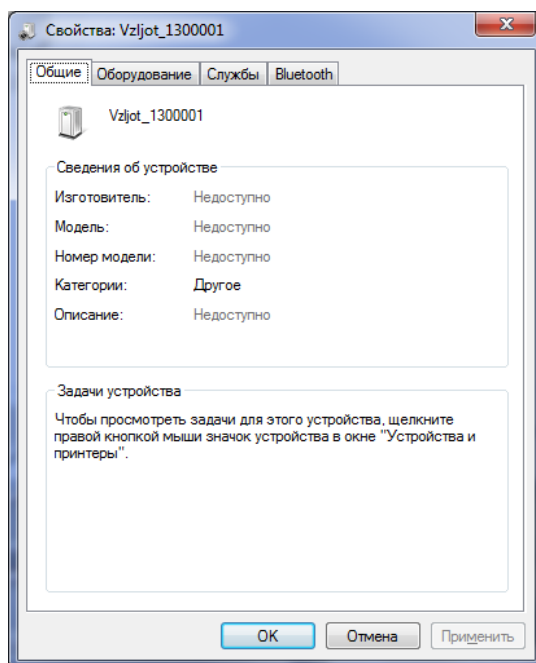 Свойства: Vzljot_1300001
Общие Оборудование Службы Bluetooth
Vzljot_1300001
Сведения об устройстве
Изготовитель: Недоступно
Модель: Недоступно
Номер модели: Недоступно
Категории: Другое
Описание: Недоступно
Задачи устройства
Чтобы просмотреть задачи для этого устройства, щелкните
правой кнопкой мыши значок устройства в окне "Устройства и
принтеры".
OK Отмена Применить